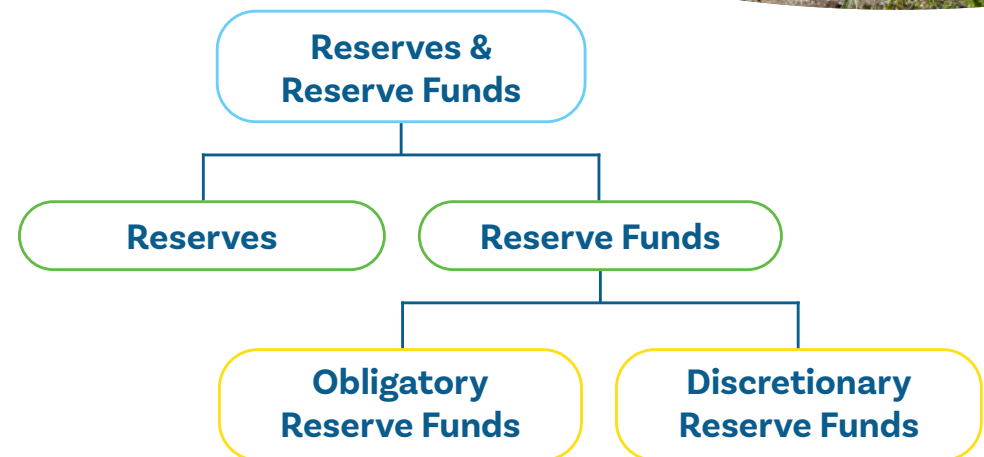 Reserves &
Reserve Funds
Reserves
Reserve Funds
Obligatory
Reserve Funds
Discretionary
Reserve Funds